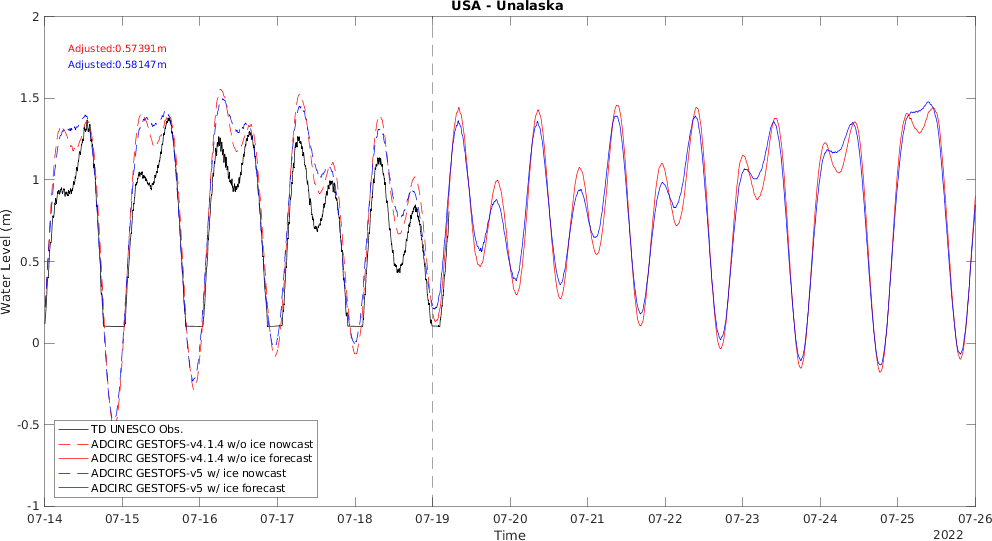 USA - Unalaska
2
Adjusted:0.57391m
Adjusted:0.58147m
1.5
1
0.5
0
-0.5
-1
Water Level (m)
TD UNESCO Obs.
ADCIRC GESTOFS-v4.1.4 w/o ice nowcast
ADCIRC GESTOFS-v4.1.4 w/o ice forecast
ADCIRC GESTOFS-v5 w/ ice nowcast
ADCIRC GESTOFS-v5 w/ ice forecast
07-14 07-15 07-16 07-17 07-18 07-19 07-20 07-21 07-22 07-23 07-24 07-25 07-26
Time
2022